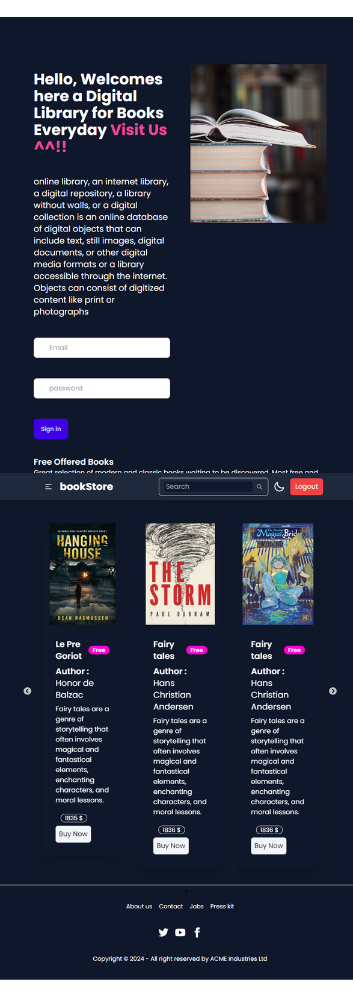 Hello, Welcomes
here a Digital
Library for Books
Everyday Visit Us
^^!!
online library, an internet library,
a digital repository, a library
without walls, or a digital
collection is an online database
of digital objects that can
include text, still images, digital
documents, or other digital
media formats or a library
accessible through the internet.
Objects can consist of digitized
content like print or
photographs
Email
password
Sign in
Free Offered Books
Great selection of modern and classic books waiting to be discovered. Most free and
bookStore
Search
Logout
AN EMMIE ROSE HAUNTED MYSTERY BOOK 1
HANGING
HOUSE
DEAN RASMUSSEN
THE
STORM
PAUL DURHAM
The Ancient
Magus' Bride
WIZARD'S BLUE
8
Le Pre
Goriot
Free
Author :
Honor de
Balzac
Fairy tales are a
genre of
storytelling that
often involves
magical and
fantastical
elements,
enchanting
characters, and
moral lessons.
1835 $
Buy Now
Fairy
tales
Free
Author :
Hans
Christian
Andersen
Fairy tales are a
genre of
storytelling that
often involves
magical and
fantastical
elements,
enchanting
characters, and
moral lessons.
1836 $
Buy Now
Fairy
tales
Free
Author :
Hans
Christian
Andersen
Fairy tales are a
genre of
storytelling that
often involves
magical and
fantastical
elements,
enchanting
characters, and
moral lessons.
1836 $
Buy Now
About us Contact Jobs Press kit
Copyright © 2024 - All right reserved by ACME Industries Ltd